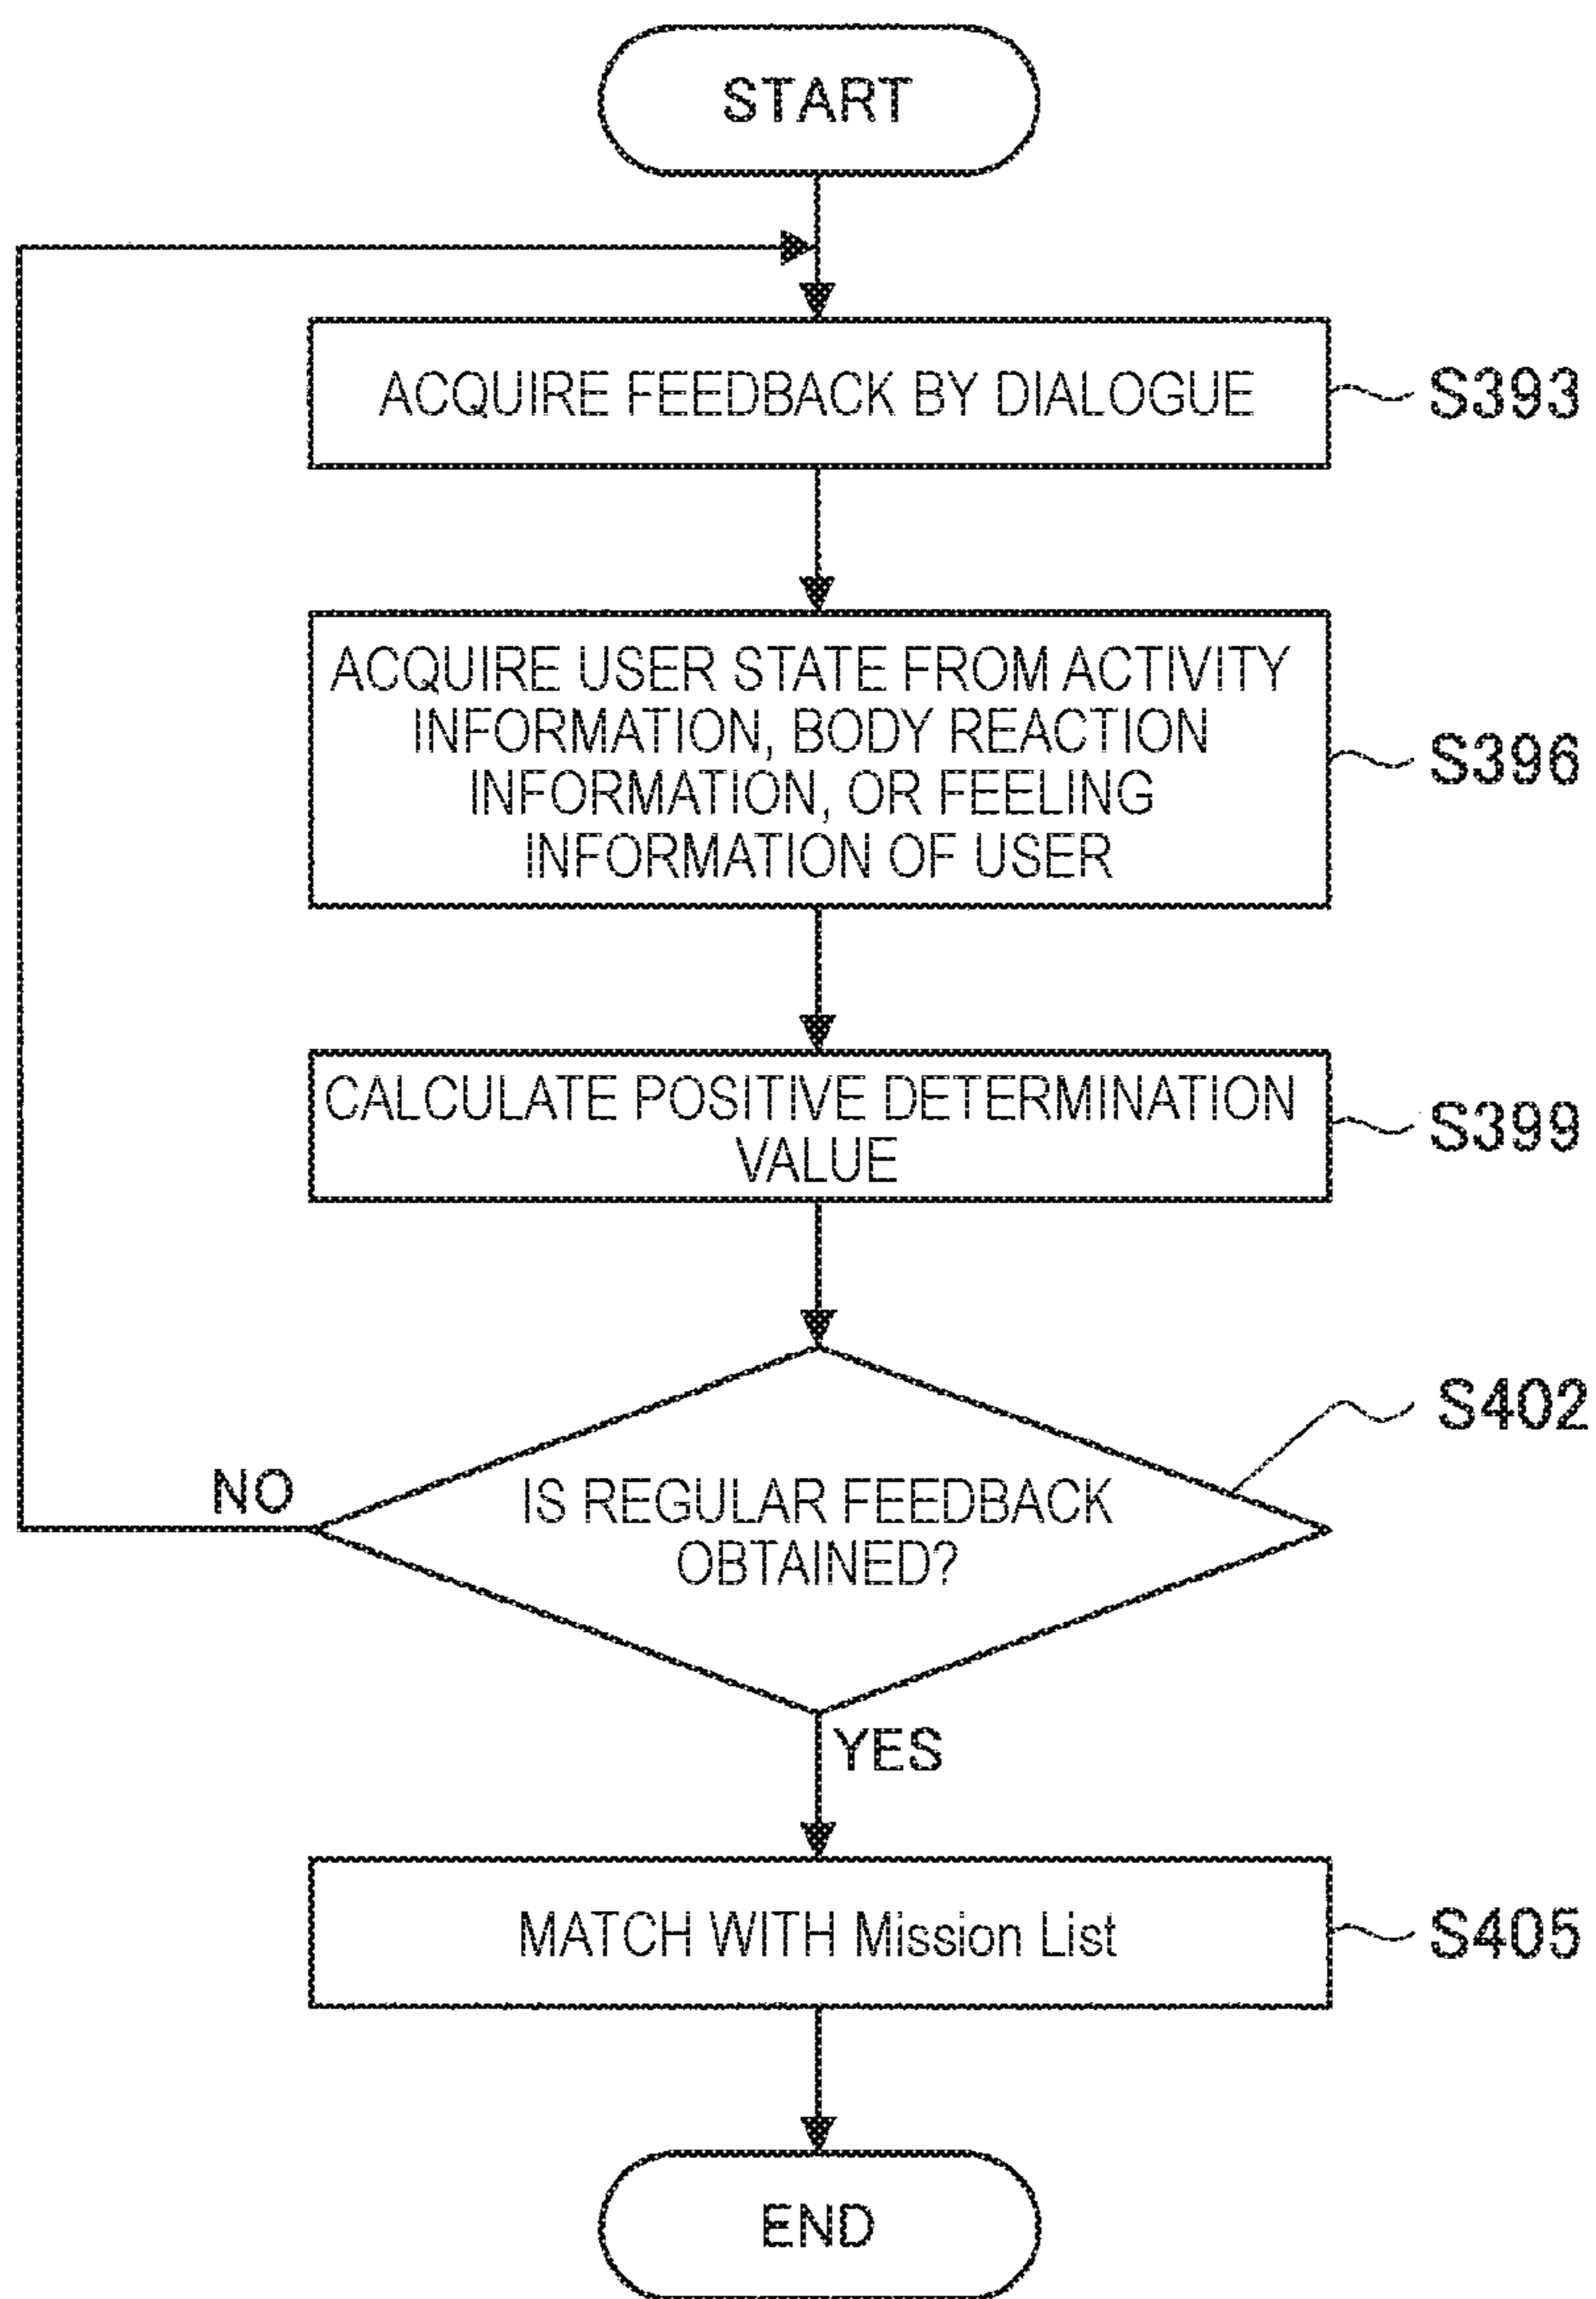 START
ACQUIRE FEEDBACK BY DIALOGUE
S393
ACQUIRE USER STATE FROM ACTIVITY
INFORMATION, BODY REACTION
INFORMATION, OR FEELING
INFORMATION OF USER
S396
CALCULATE POSITIVE DETERMINATION
VALUE
S399
S402
IS REGULAR FEEDBACK
OBTAINED?
NO
YES
MATCH WITH Mission List
S405
END